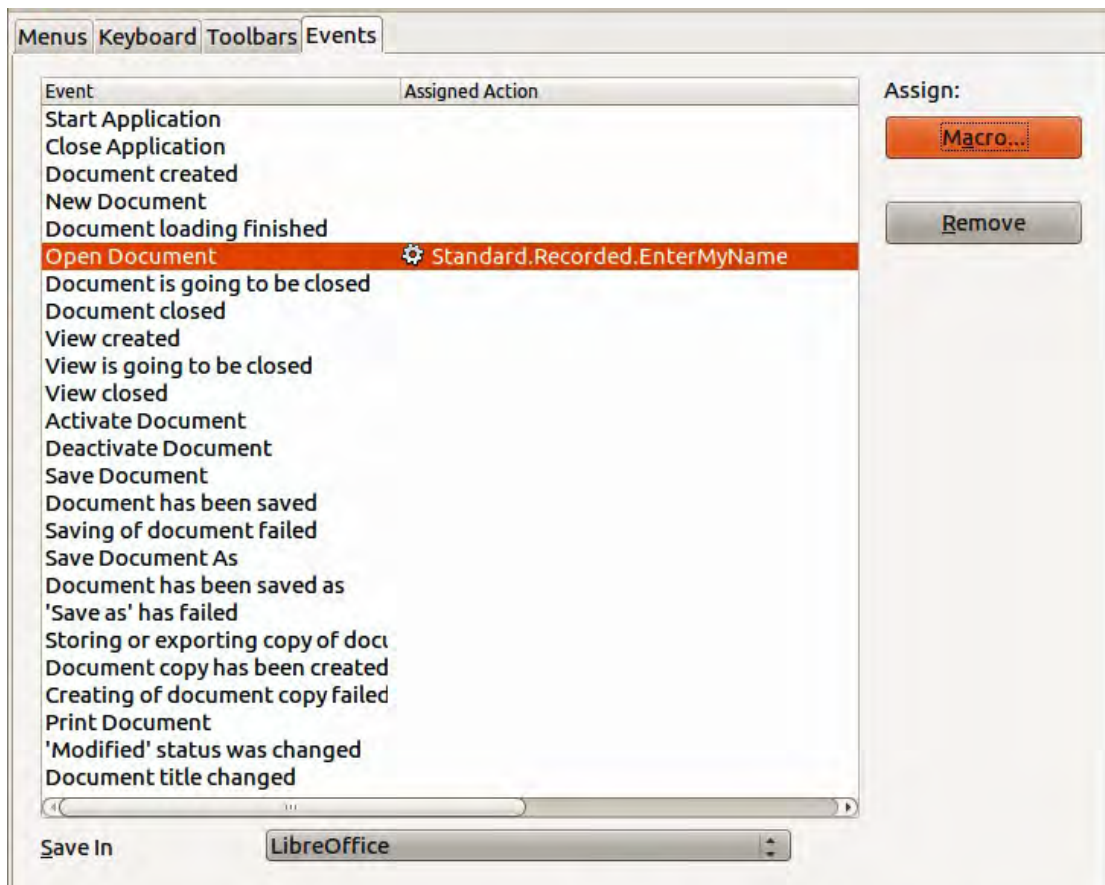 Menus Keyboard Toolbars Events
Event Assigned Action
Assign:
Start Application
Macro...
Close Application
Document created
New Document
Remove
Document loading finished
Open Document Standard.Recorded.EnterMyName
Document is going to be closed
Document closed
View created
View is going to be closed
View closed
Activate Document
Deactivate Document
Save Document
Document has been saved
Saving of document failed
Save Document As
Document has been saved as
'Save as' has failed
Storing or exporting copy of docu
Document copy has been created
Creating of document copy failed
Print Document
'Modified' status was changed
Document title changed
Save In LibreOffice